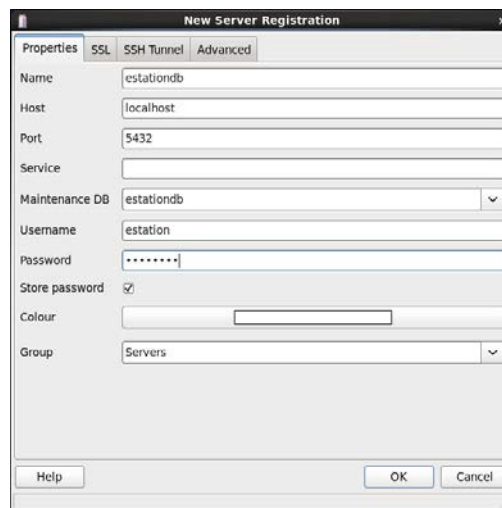 New Server Registration
Properties SSL SSH Tunnel Advanced
Name estationdb
Host localhost
Port 5432
Service
Maintenance DB estationdb
Username estation
Password ••••••••
Store password
Colour
Group Servers
Help OK Cancel